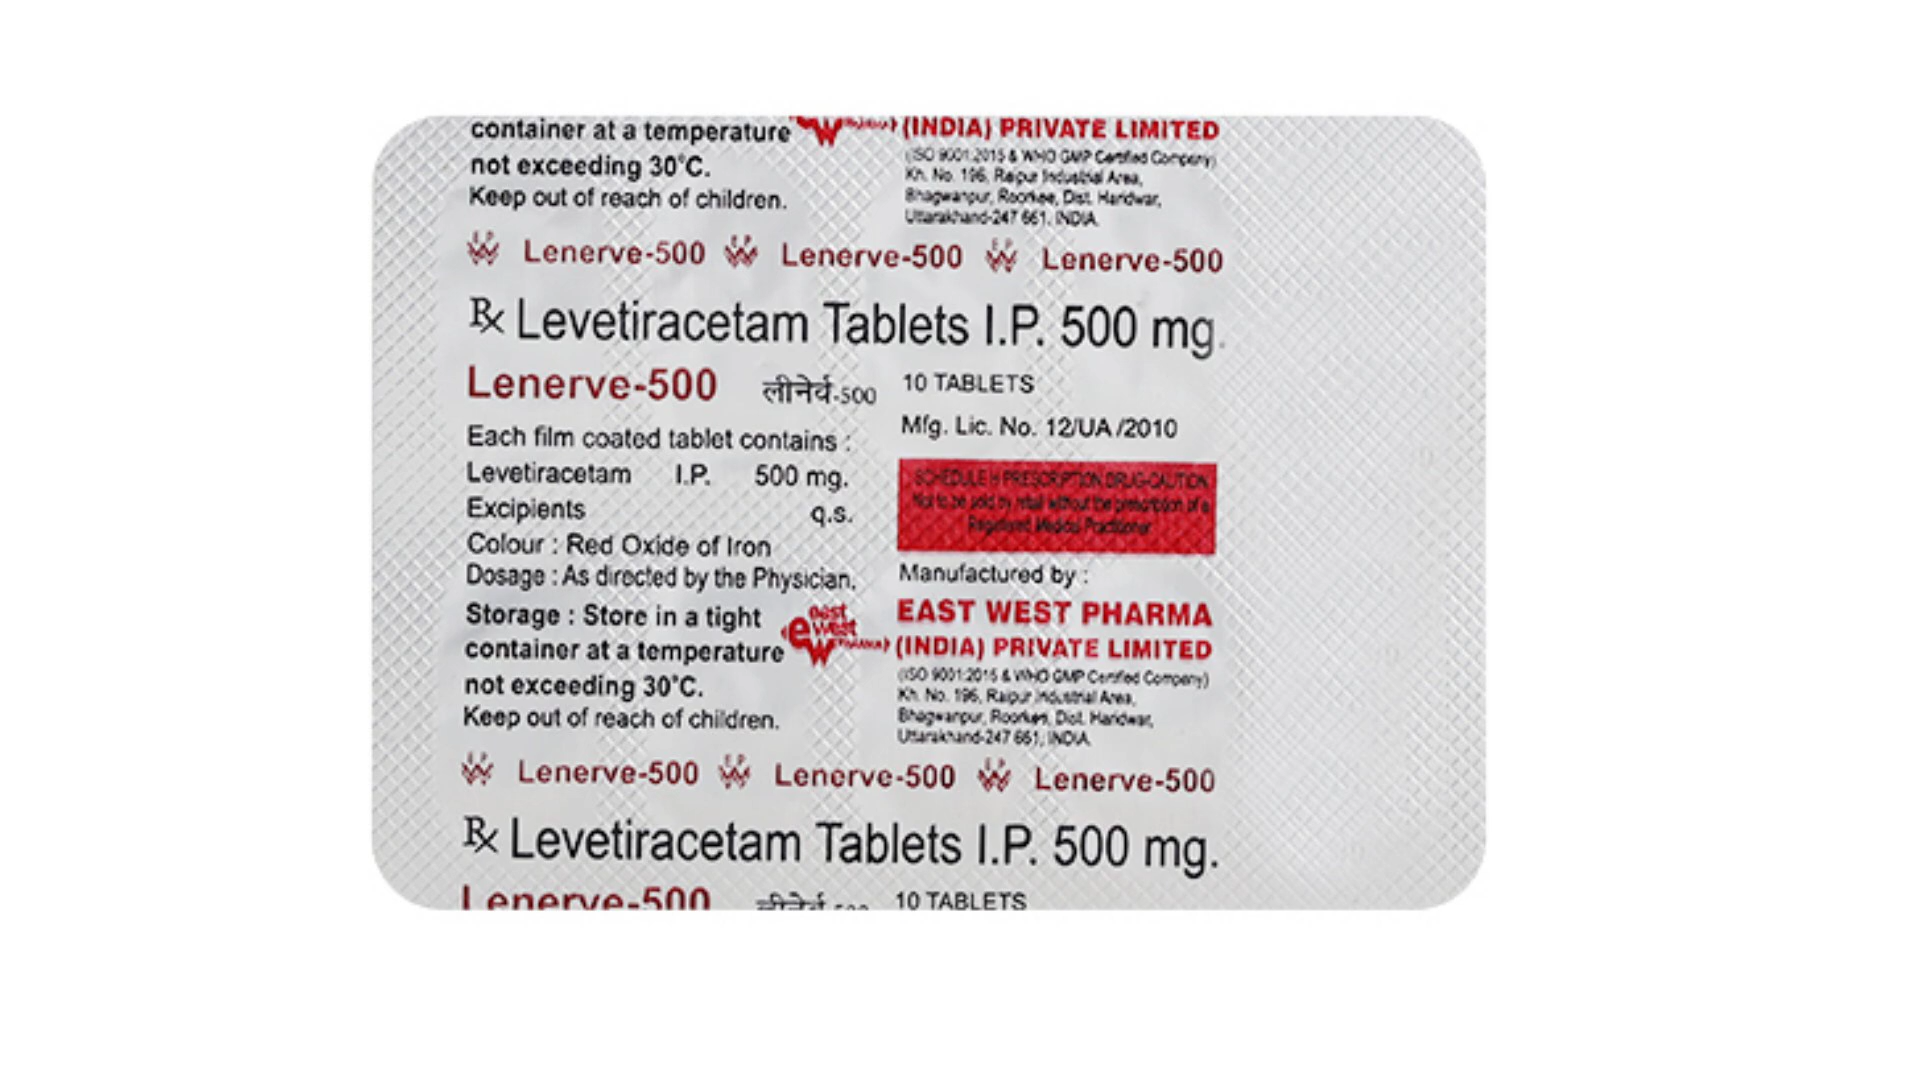 container at a temperature
not exceeding 30°C.
Keep out of reach of children.
(INDIA) PRIVATE LIMITED
(ISO 9001:2015 & WHO GMP Certified Company)
Kh. No. 196, Raipur Industrial Area,
Bhagwanpur, Roorkee, Dist. Haridwar,
Uttarakhand-247 661, INDIA.
Lenerve-500 Lenerve-500 Lenerve-500
Rx Levetiracetam Tablets I.P. 500 mg.
Lenerve-500 लीनेर्व-500
Each film coated tablet contains :
Levetiracetam I.P. 500 mg.
Excipients q.s.
Colour : Red Oxide of Iron
Dosage : As directed by the Physician.
Storage : Store in a tight
container at a temperature
not exceeding 30°C.
Keep out of reach of children.
10 TABLETS
Mfg. Lic. No. 12/UA/2010
SCHEDULE H PRESCRIPTION DRUG-CAUTION
Not to be sold by retail without the prescription of a
Registered Medical Practitioner
Manufactured by :
east west PHARMA
EAST WEST PHARMA
(INDIA) PRIVATE LIMITED
(ISO 9001:2015 & WHO GMP Certified Company)
Kh. No. 196, Raipur Industrial Area,
Bhagwanpur, Roorkee, Dist. Haridwar,
Uttarakhand-247 661, INDIA.
Lenerve-500 Lenerve-500 Lenerve-500
Rx Levetiracetam Tablets I.P. 500 mg.
Lenerve-500 लीनेर्व-500 10 TABLETS